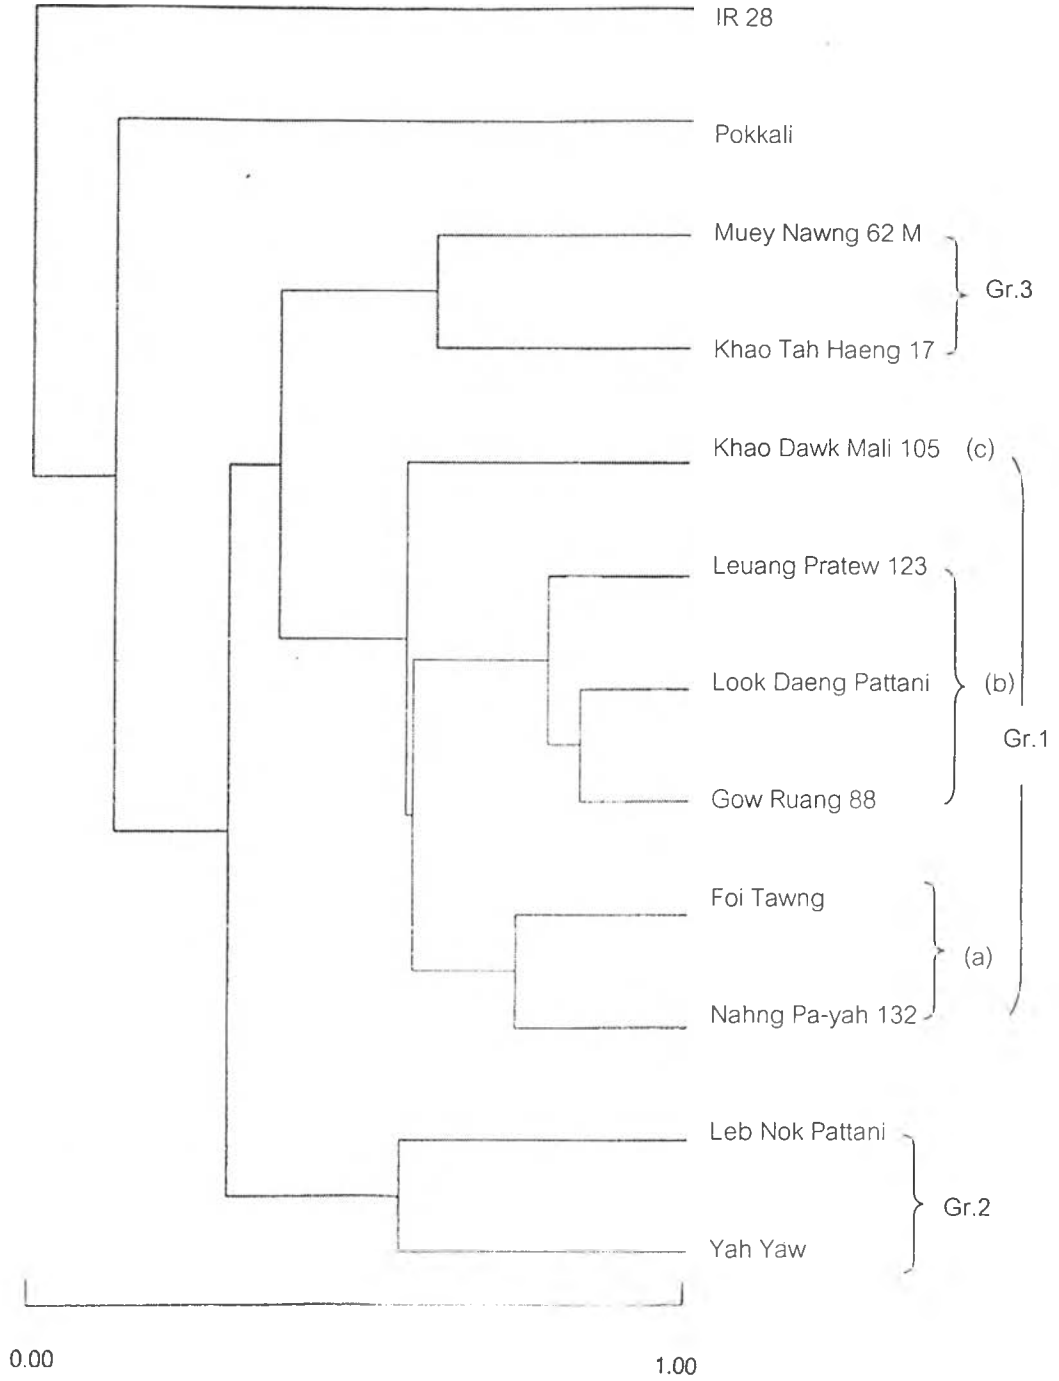 IR 28
Pokkali
Muey Nawng 62 M
Gr.3
Khao Tah Haeng 17
Khao Dawk Mali 105 (c)
Leuang Pratew 123
Look Daeng Pattani (b)
Gr.1
Gow Ruang 88
Foi Tawng
(a)
Nahng Pa-yah 132
Leb Nok Pattani
Gr.2
Yah Yaw
0.00 1.00